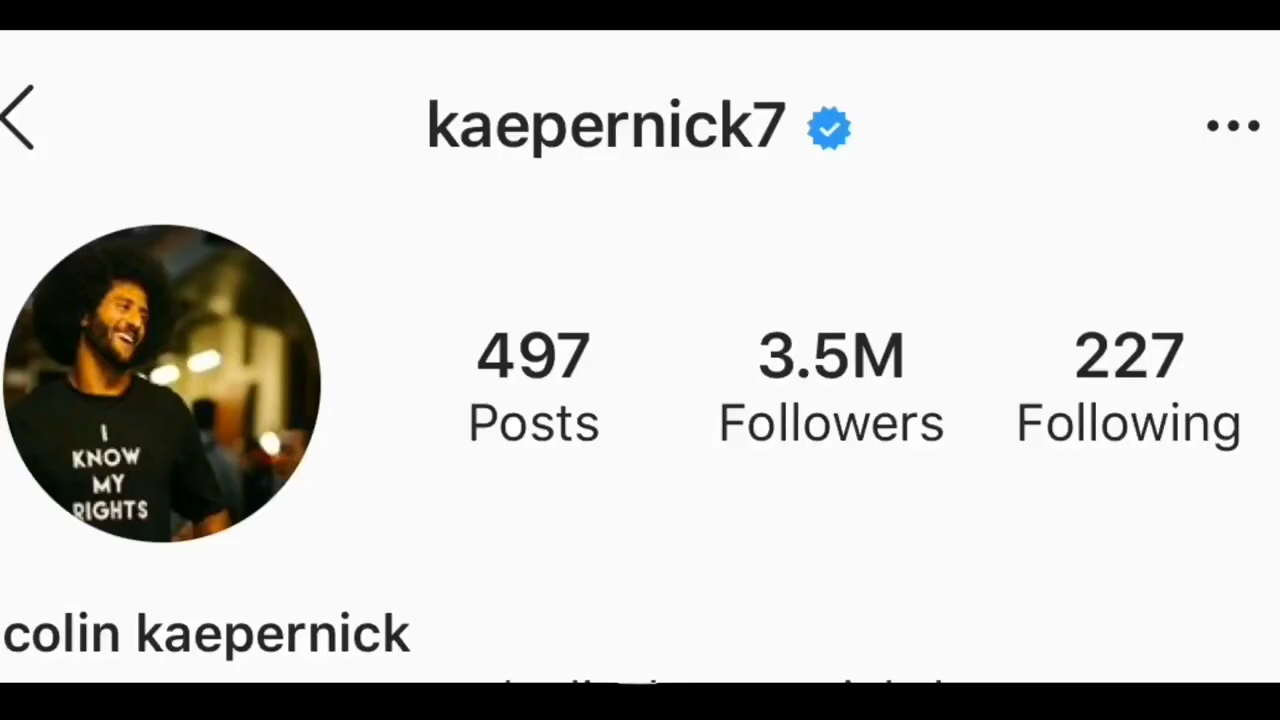 kaepernick7
497 3.5M 227
Posts Followers Following
I
KNOW
MY
RIGHTS
colin kaepernick